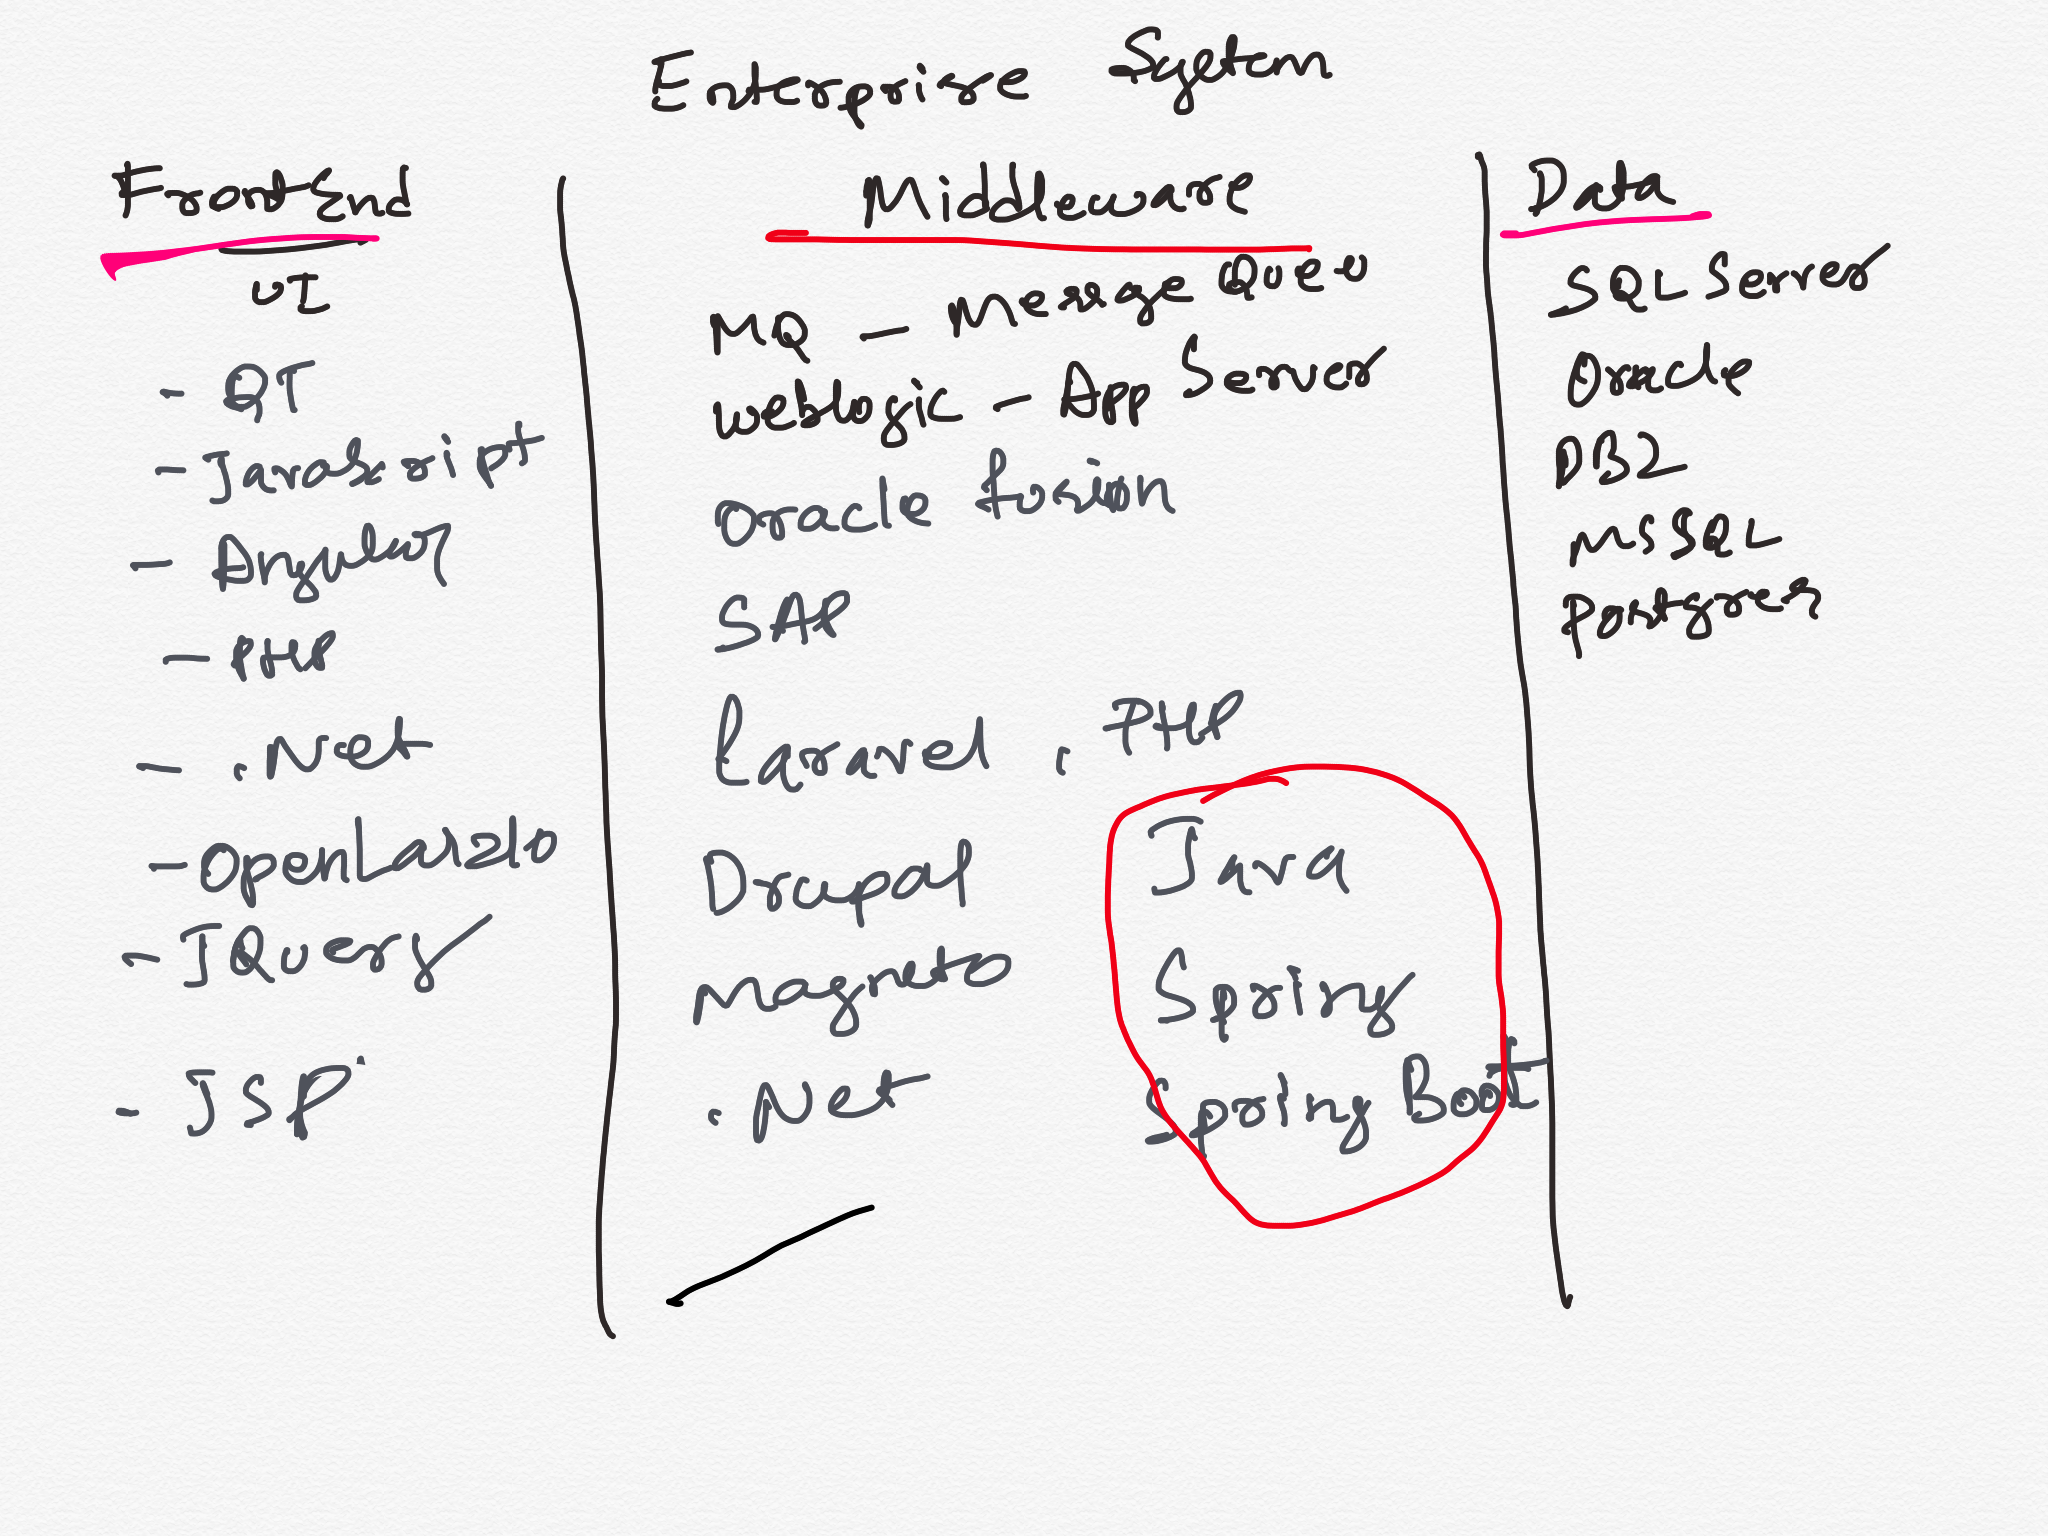 Enterprise System
FrontEnd
UI
- QT
- JavaScript
- Angular
- PHP
- .Net
- OpenLaszlo
- JQuery
- JSP
Middleware
MQ - Message Queu
Weblogic - App Server
Oracle fusion
SAP
Laravel, PHP
Drupal
Magneto
.Net
Java
Spring
Spring Boot
Data
SQL Server
Oracle
DB2
MSSQL
Postgres